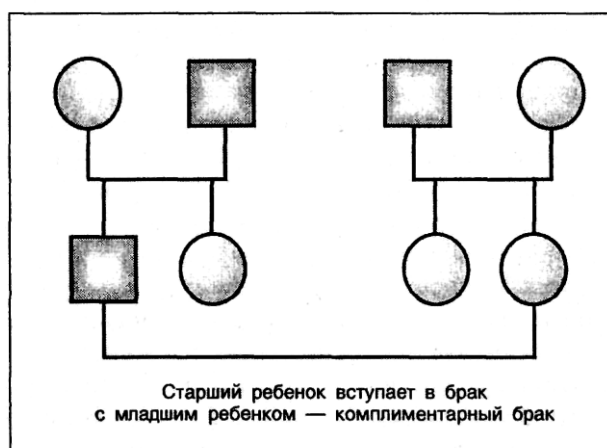 Старший ребенок вступает в брак
с младшим ребенком — комплиментарный брак